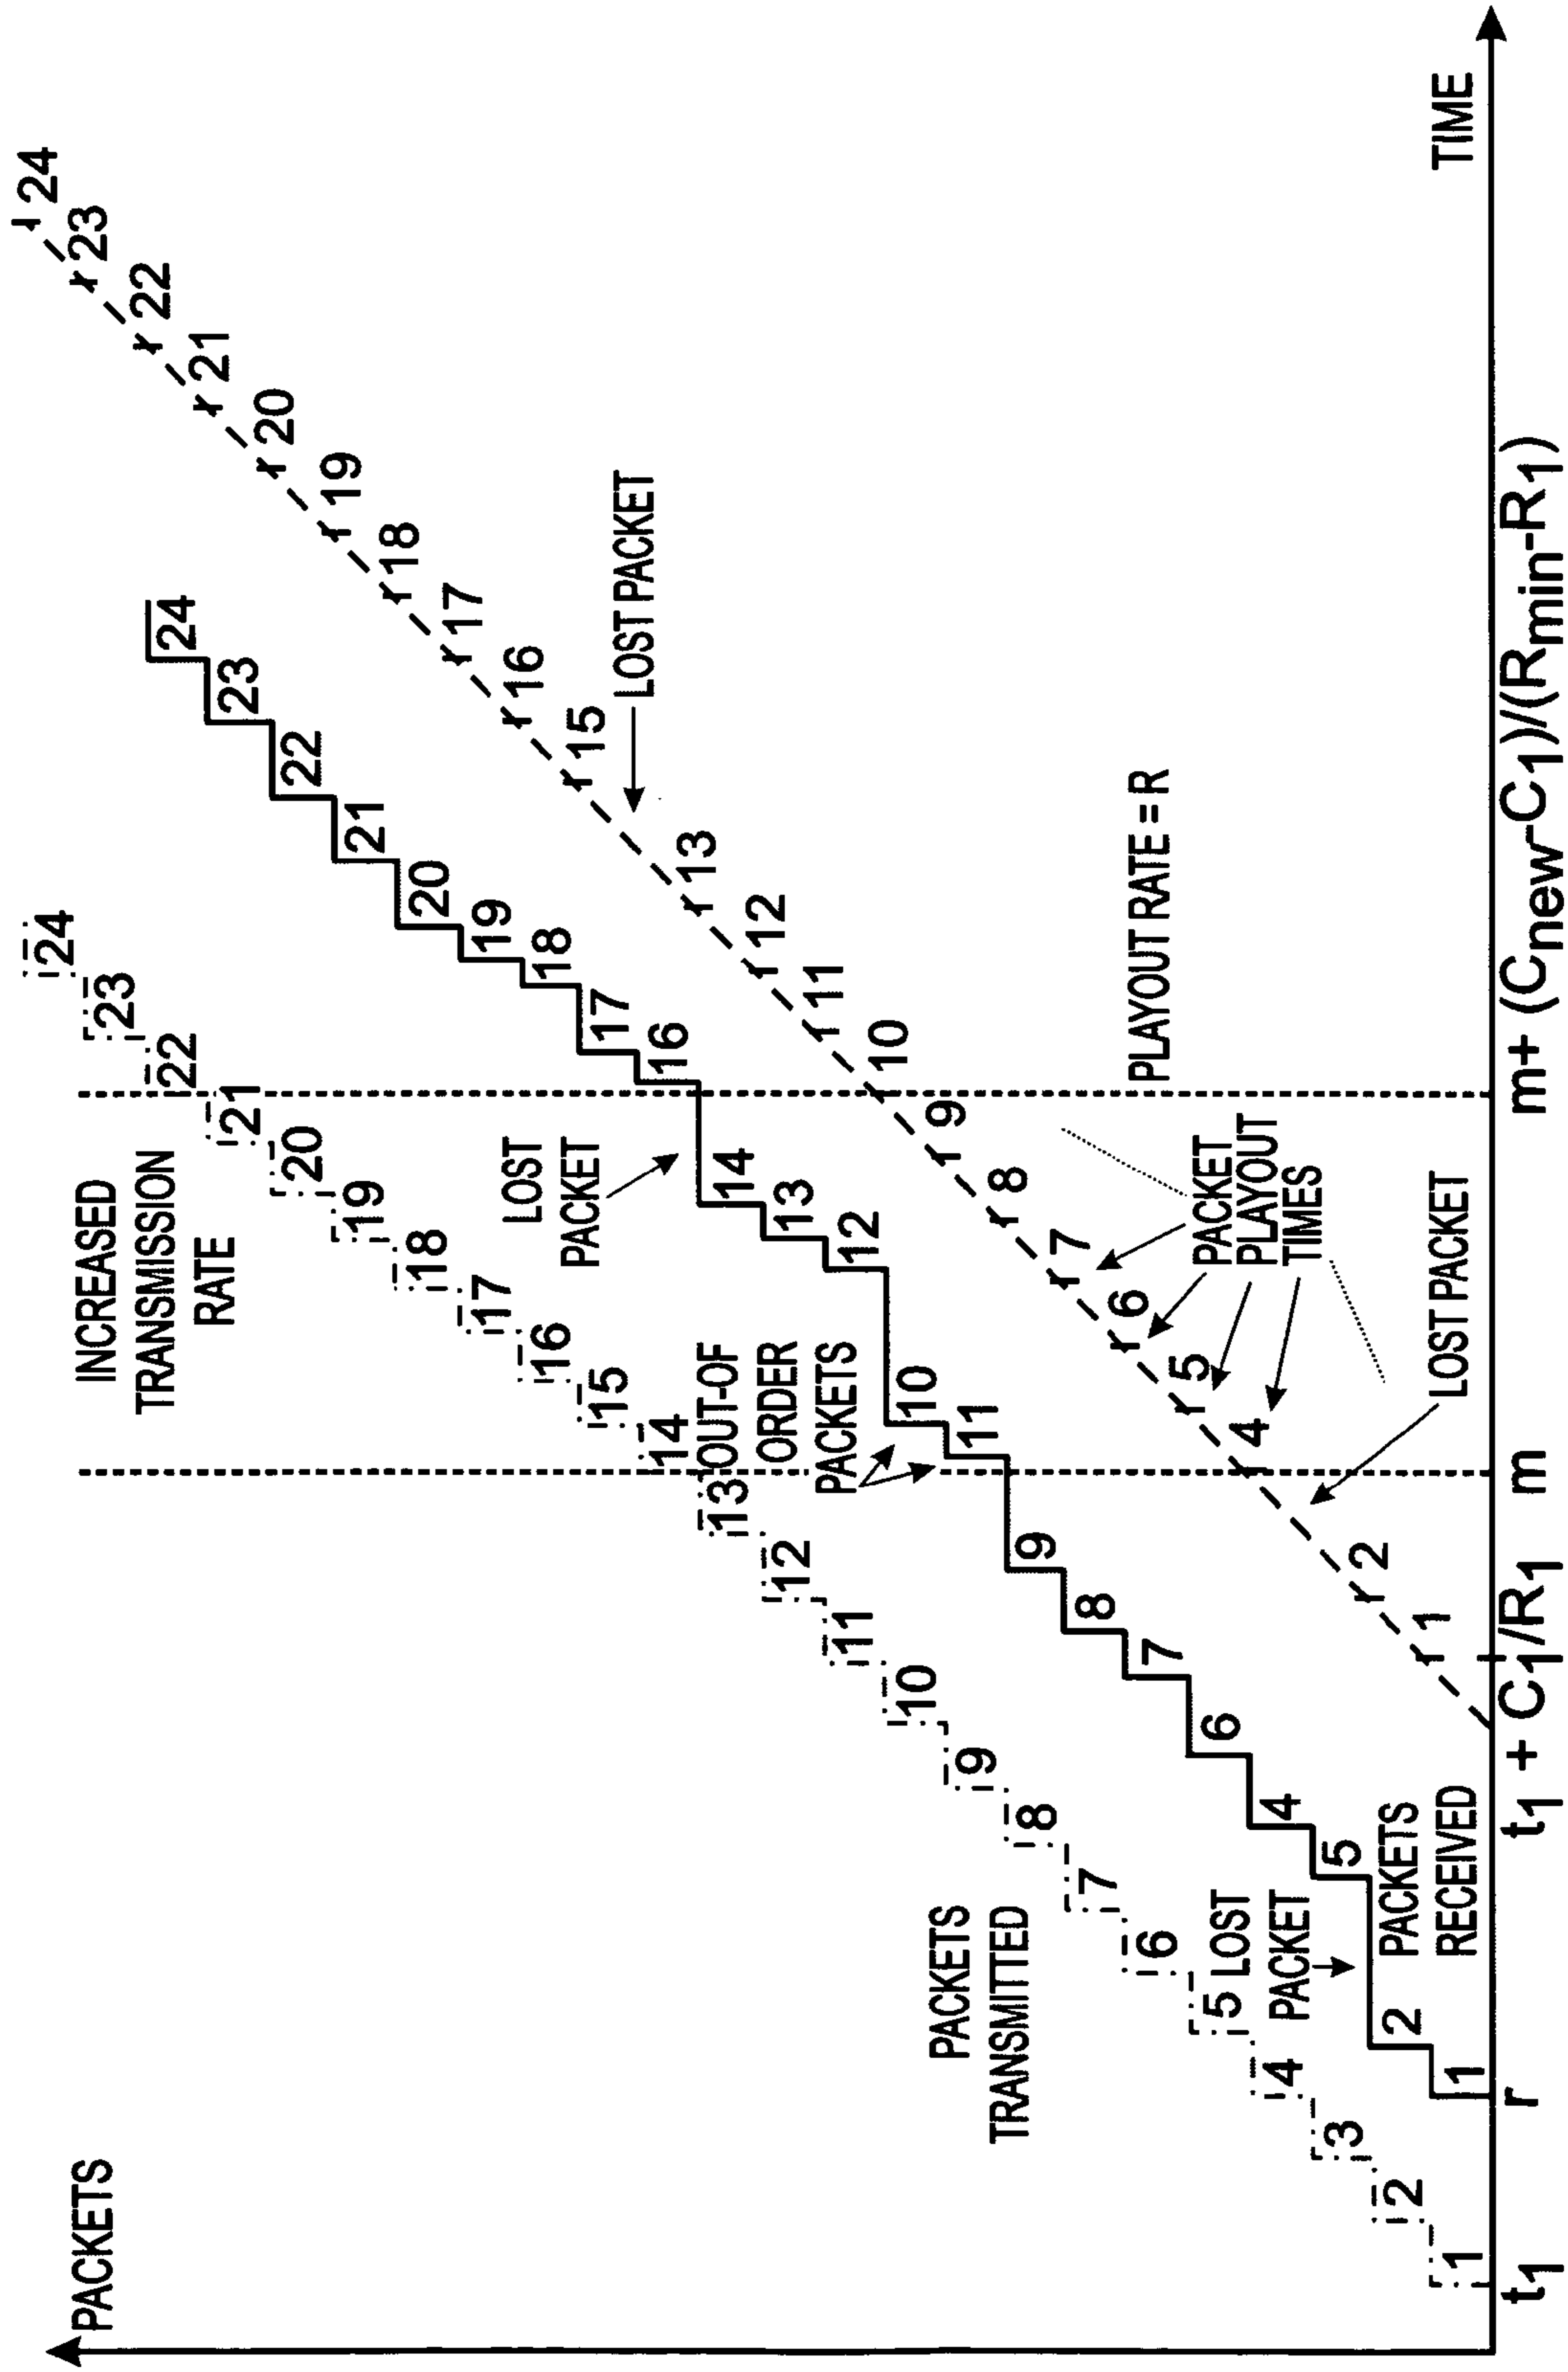 PACKETS
INCREASED
TRANSMISSION
RATE
PACKETS
TRANSMITTED
1
2
3
4
5
6
7
8
9
10
11
12
13
14
15
16
17
18
19
20
21
22
23
24
LOST
PACKET
OUT-OF
ORDER
PACKETS
LOST
PACKET
PACKETS
RECEIVED
1
2
5
4
6
7
8
9
11
10
12
13
14
16
17
18
19
20
21
22
23
24
1
2
4
5
6
7
8
9
10
11
12
13
15
16
17
18
19
20
21
22
23
24
LOST PACKET
PACKET
PLAYOUT
TIMES
LOST PACKET
PLAYOUT RATE = R
TIME
t1
r
t1 + C1/R1
m
m+ (Cnew-C1)/(Rmin-R1)